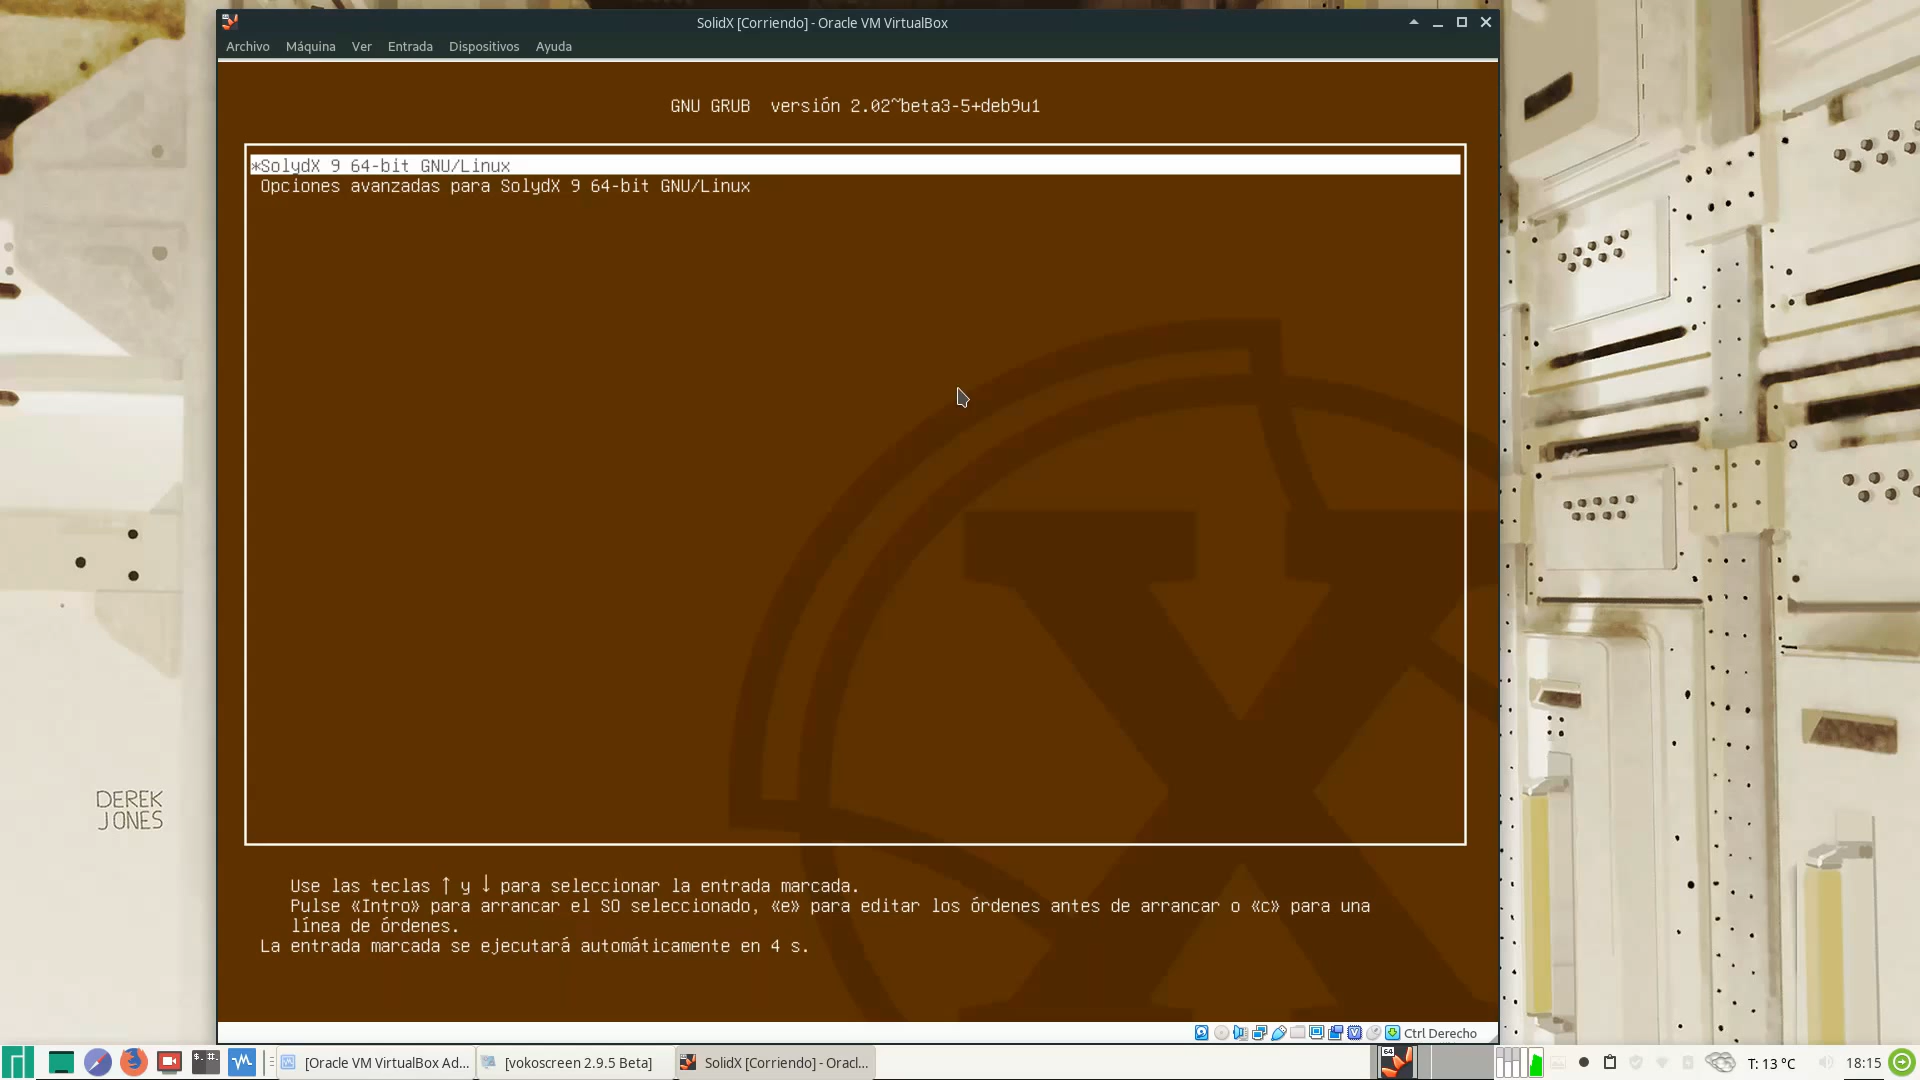 SolidX [Corriendo] - Oracle VM VirtualBox
Archivo Máquina Ver Entrada Dispositivos Ayuda
GNU GRUB versión 2.02~beta3-5+deb9u1
*SolydX 9 64-bit GNU/Linux
Opciones avanzadas para SolydX 9 64-bit GNU/Linux
Use las teclas ↑ y ↓ para seleccionar la entrada marcada.
Pulse «Intro» para arrancar el SO seleccionado, «e» para editar los órdenes antes de arrancar o «c» para una
línea de órdenes.
La entrada marcada se ejecutará automáticamente en 4 s.
DEREK
JONES
Ctrl Derecho
[Oracle VM VirtualBox Ad... [vokoscreen 2.9.5 Beta] SolidX [Corriendo] - Oracl... 64 T: 13 °C 18:15